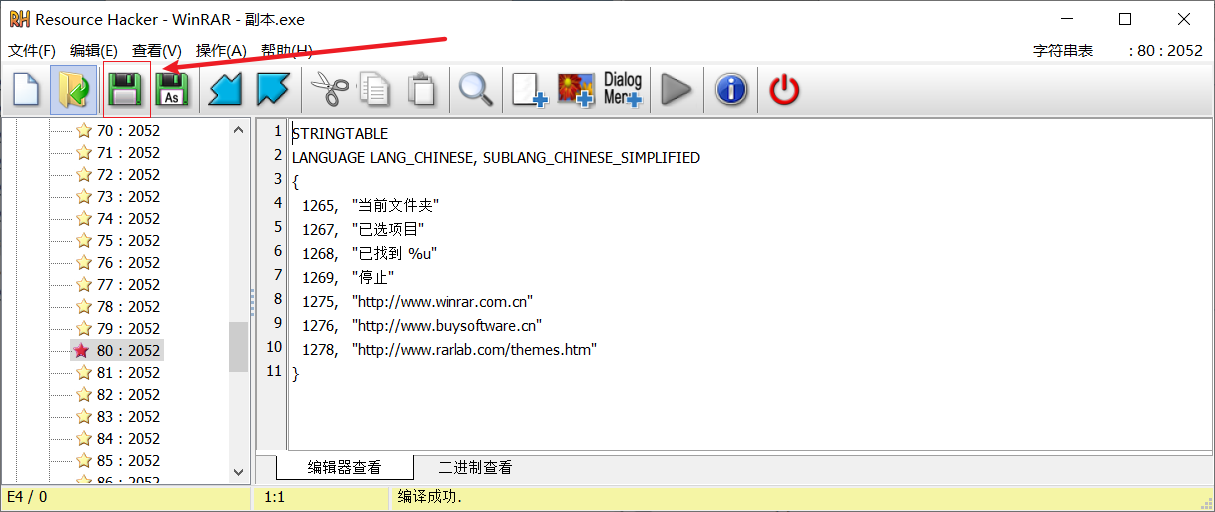 Resource Hacker - WinRAR - 副本.exe
文件(F) 编辑(E) 查看(V) 操作(A) 帮助(H) 字符串表 : 80 : 2052
As
Dialog
Menu
70 : 2052
71 : 2052
72 : 2052
73 : 2052
74 : 2052
75 : 2052
76 : 2052
77 : 2052
78 : 2052
79 : 2052
80 : 2052
81 : 2052
82 : 2052
83 : 2052
84 : 2052
85 : 2052
86 : 2052
1 STRINGTABLE
2 LANGUAGE LANG_CHINESE, SUBLANG_CHINESE_SIMPLIFIED
3 {
4 1265, "当前文件夹"
5 1267, "已选项目"
6 1268, "已找到 %u"
7 1269, "停止"
8 1275, "http://www.winrar.com.cn"
9 1276, "http://www.buysoftware.cn"
10 1278, "http://www.rarlab.com/themes.htm"
11 }
编辑器查看 二进制查看
E4 / 0 1:1 编译成功.